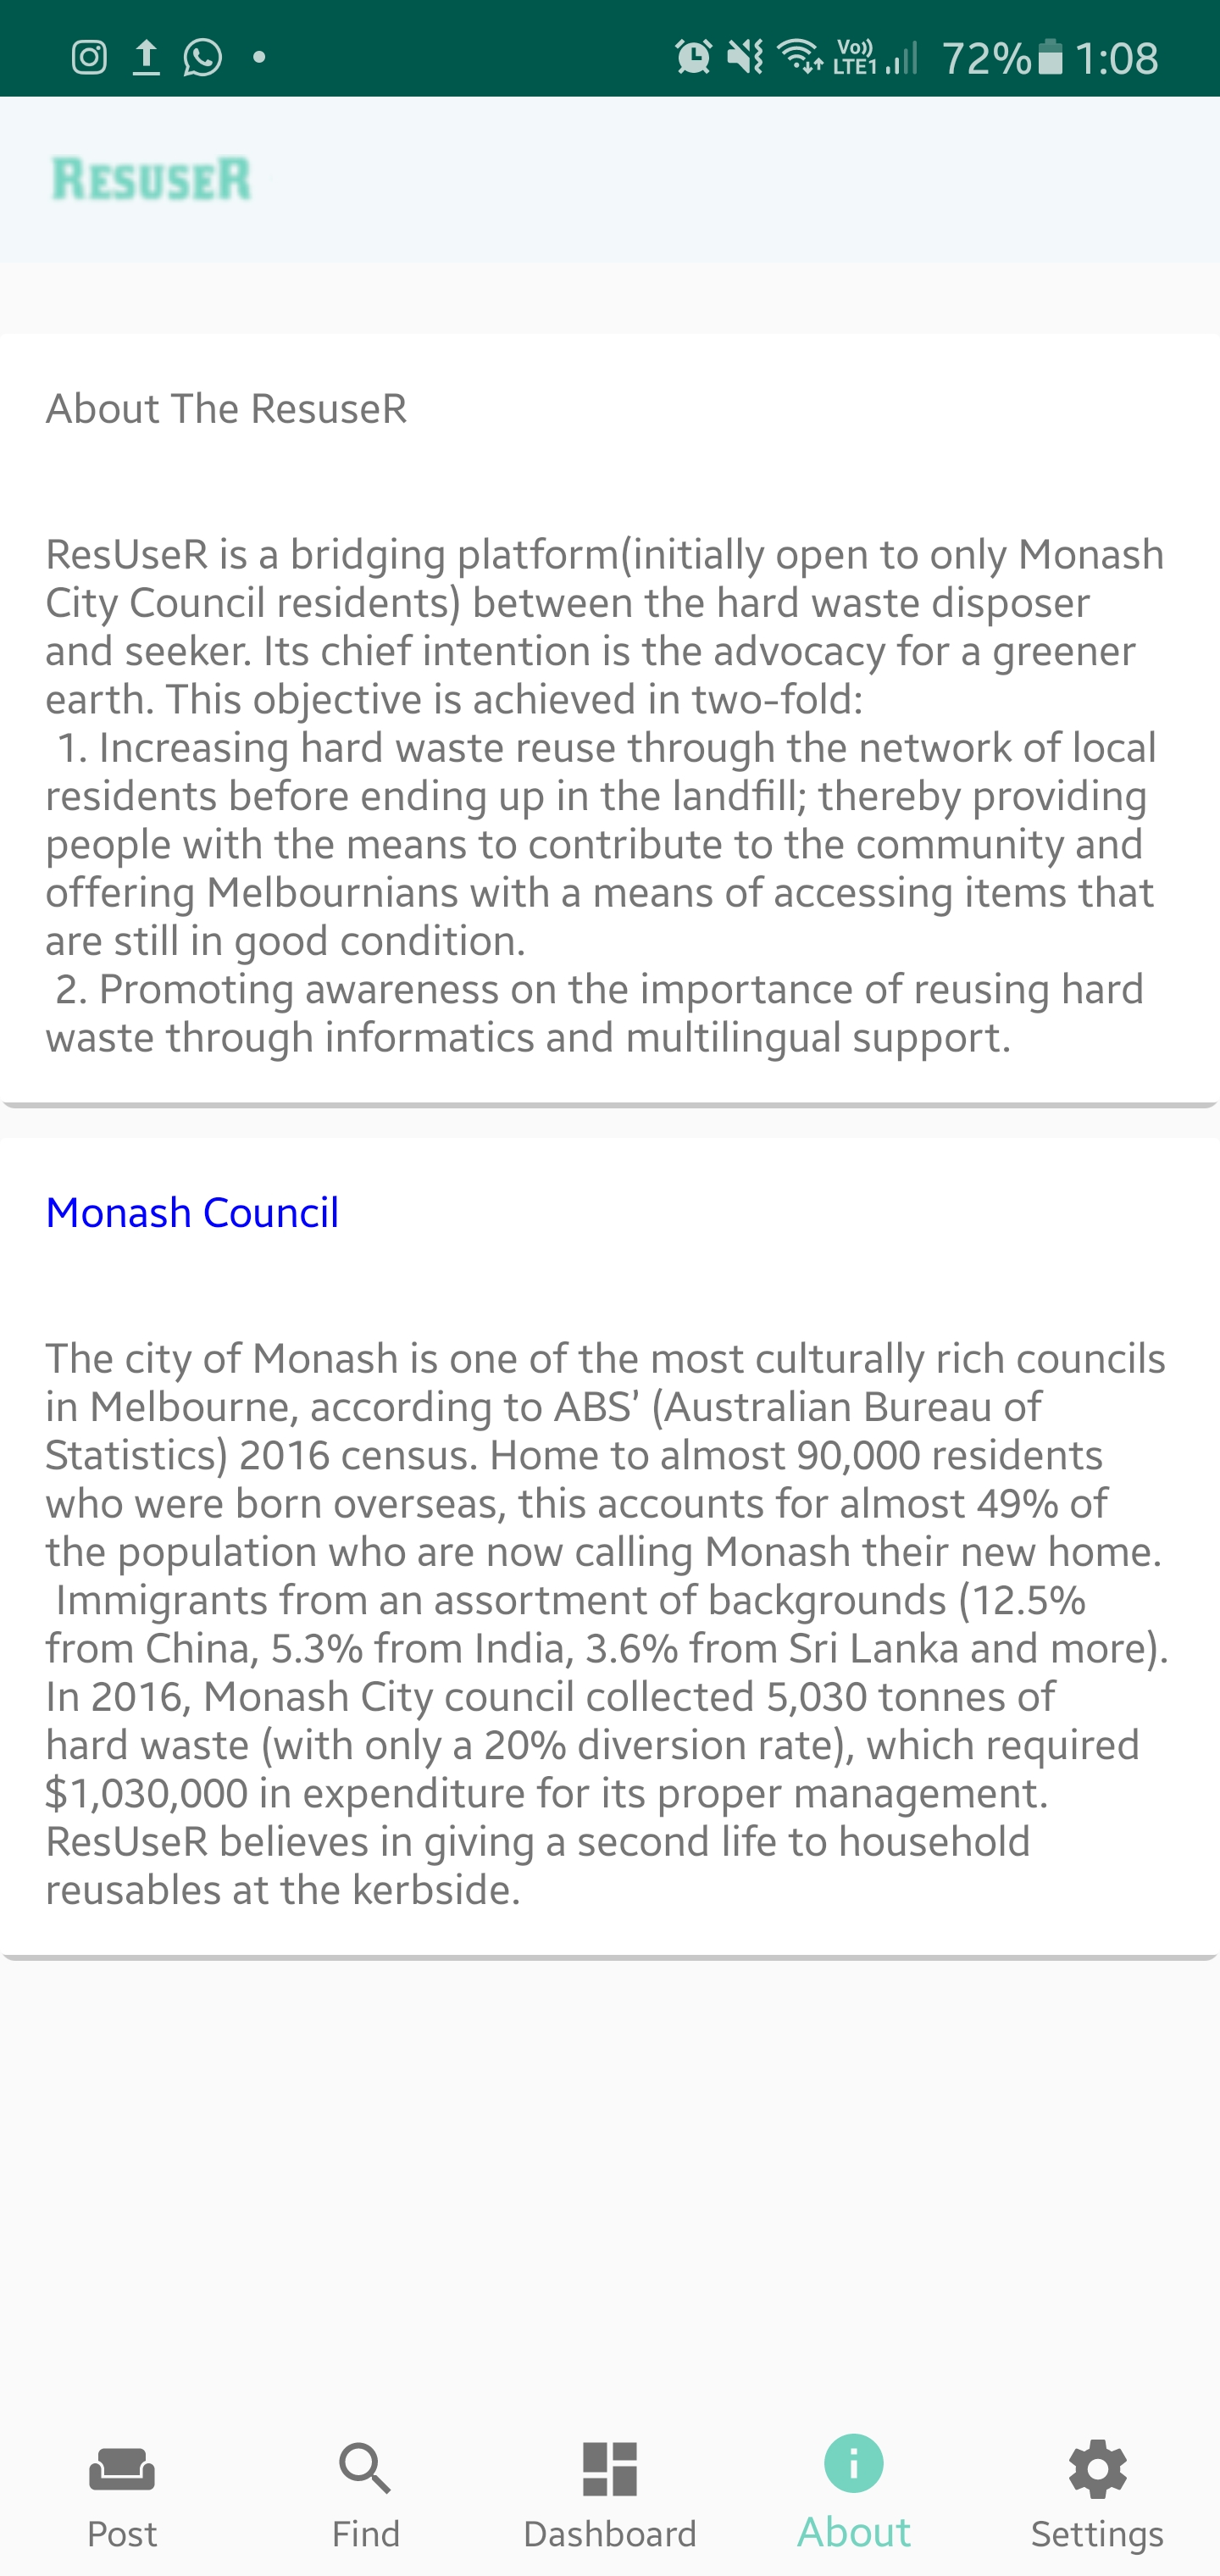 Vo))
LTE1
72%
1:08
ResuseR
About The ResuseR
ResUseR is a bridging platform(initially open to only Monash
City Council residents) between the hard waste disposer
and seeker. Its chief intention is the advocacy for a greener
earth. This objective is achieved in two-fold:
1. Increasing hard waste reuse through the network of local
residents before ending up in the landfill; thereby providing
people with the means to contribute to the community and
offering Melbournians with a means of accessing items that
are still in good condition.
2. Promoting awareness on the importance of reusing hard
waste through informatics and multilingual support.
Monash Council
The city of Monash is one of the most culturally rich councils
in Melbourne, according to ABS’ (Australian Bureau of
Statistics) 2016 census. Home to almost 90,000 residents
who were born overseas, this accounts for almost 49% of
the population who are now calling Monash their new home.
Immigrants from an assortment of backgrounds (12.5%
from China, 5.3% from India, 3.6% from Sri Lanka and more).
In 2016, Monash City council collected 5,030 tonnes of
hard waste (with only a 20% diversion rate), which required
$1,030,000 in expenditure for its proper management.
ResUseR believes in giving a second life to household
reusables at the kerbside.
Post
Find
Dashboard
About
Settings